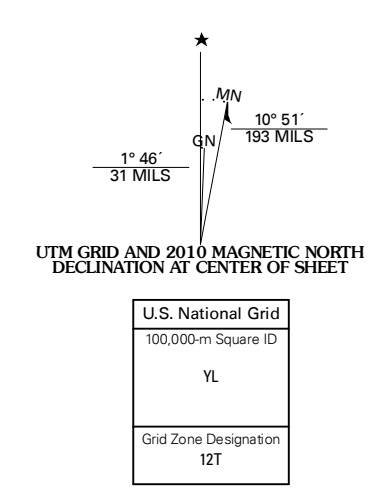 MN
10° 51´
193 MILS
GN
1° 46´
31 MILS
UTM GRID AND 2010 MAGNETIC NORTH
DECLINATION AT CENTER OF SHEET
U.S. National Grid
100,000-m Square ID
YL
Grid Zone Designation
12T